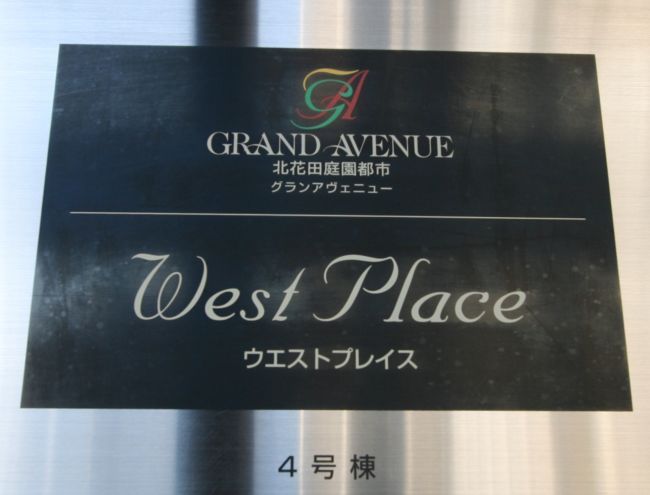 GA
GRAND AVENUE
北花田庭園都市
グランアヴェニュー
West Place
ウエストプレイス
4号棟